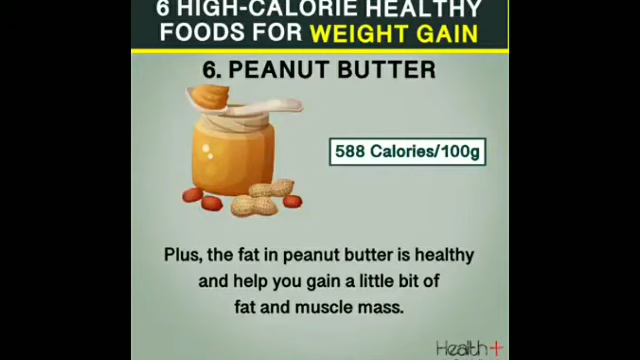 6 HIGH-CALORIE HEALTHY
FOODS FOR WEIGHT GAIN
6. PEANUT BUTTER
588 Calories/100g
Plus, the fat in peanut butter is healthy
and help you gain a little bit of
fat and muscle mass.
Health+